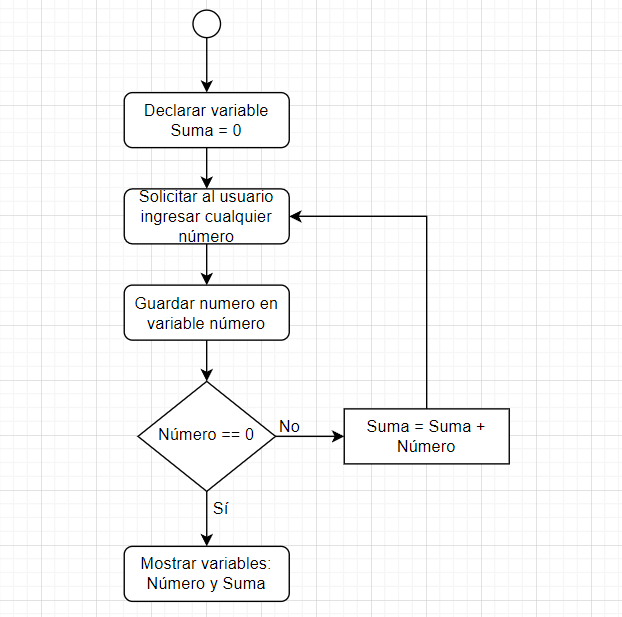 Declarar variable
Suma = 0
Solicitar al usuario
ingresar cualquier
número
Guardar numero en
variable número
Número == 0
No
Suma = Suma +
Número
Sí
Mostrar variables:
Número y Suma